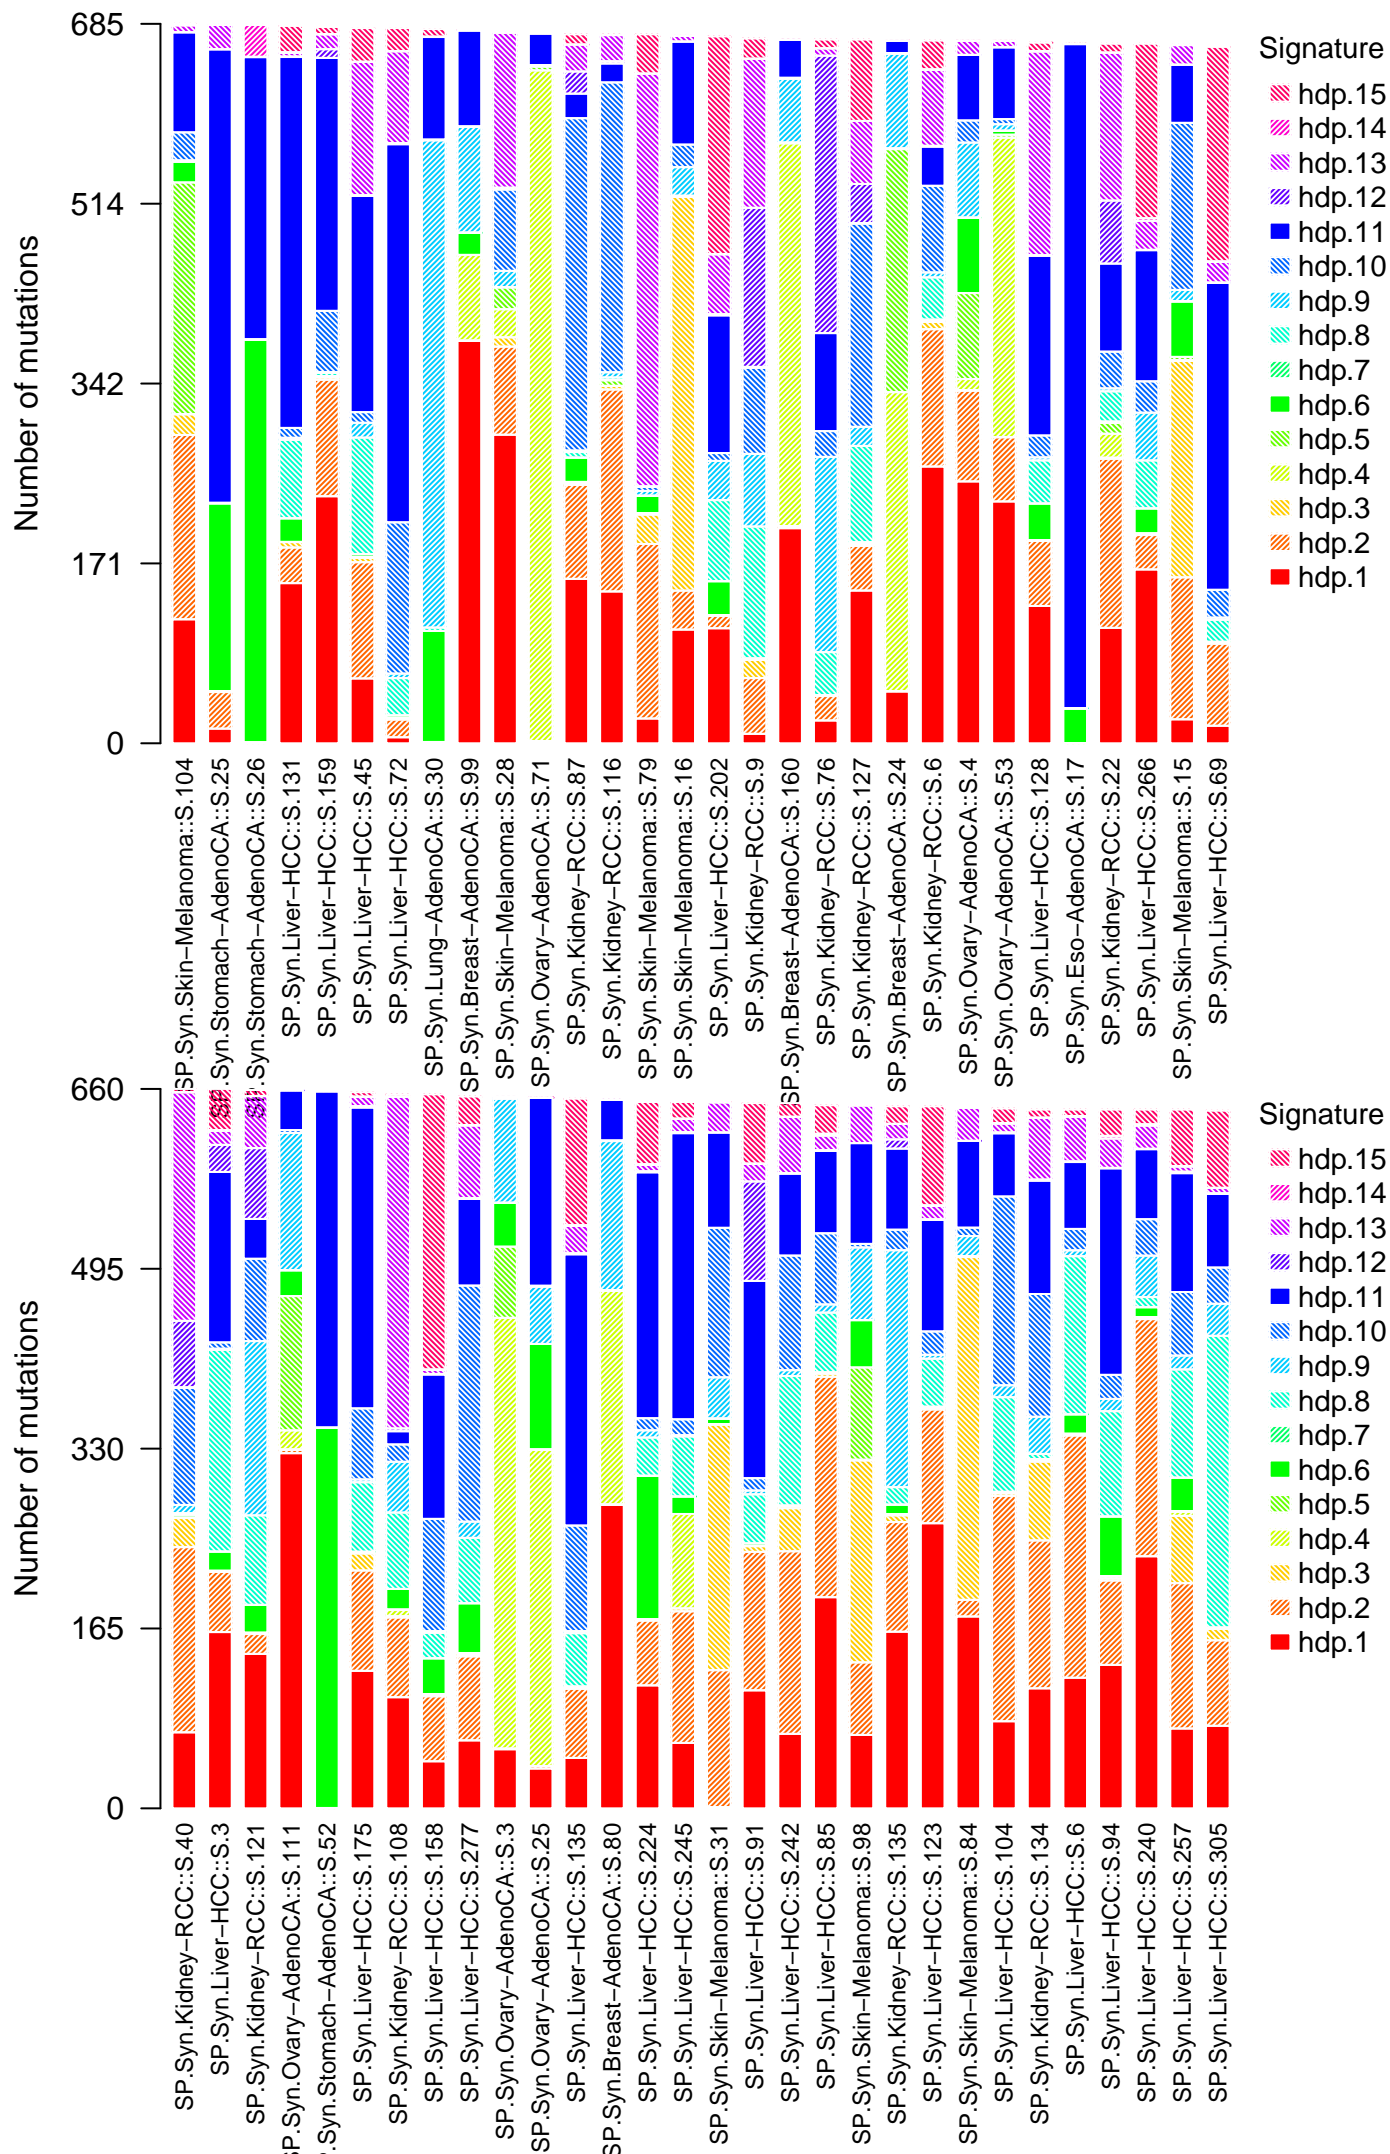 Number of mutations
685
514
342
171
0
Signature
hdp.15
hdp.14
hdp.13
hdp.12
hdp.11
hdp.10
hdp.9
hdp.8
hdp.7
hdp.6
hdp.5
hdp.4
hdp.3
hdp.2
hdp.1
SP.Syn.Skin−Melanoma::S.104
SP.Syn.Stomach−AdenoCA::S.25
SP.Syn.Stomach−AdenoCA::S.26
SP.Syn.Liver−HCC::S.131
SP.Syn.Liver−HCC::S.159
SP.Syn.Liver−HCC::S.45
SP.Syn.Liver−HCC::S.72
SP.Syn.Lung−AdenoCA::S.30
SP.Syn.Breast−AdenoCA::S.99
SP.Syn.Skin−Melanoma::S.28
SP.Syn.Ovary−AdenoCA::S.71
SP.Syn.Kidney−RCC::S.87
SP.Syn.Kidney−RCC::S.116
SP.Syn.Skin−Melanoma::S.79
SP.Syn.Skin−Melanoma::S.16
SP.Syn.Liver−HCC::S.202
SP.Syn.Kidney−RCC::S.9
SP.Syn.Breast−AdenoCA::S.160
SP.Syn.Kidney−RCC::S.76
SP.Syn.Kidney−RCC::S.127
SP.Syn.Breast−AdenoCA::S.24
SP.Syn.Kidney−RCC::S.6
SP.Syn.Ovary−AdenoCA::S.4
SP.Syn.Ovary−AdenoCA::S.53
SP.Syn.Liver−HCC::S.128
SP.Syn.Eso−AdenoCA::S.17
SP.Syn.Kidney−RCC::S.22
SP.Syn.Liver−HCC::S.266
SP.Syn.Skin−Melanoma::S.15
SP.Syn.Liver−HCC::S.69
Number of mutations
660
495
330
165
0
Signature
hdp.15
hdp.14
hdp.13
hdp.12
hdp.11
hdp.10
hdp.9
hdp.8
hdp.7
hdp.6
hdp.5
hdp.4
hdp.3
hdp.2
hdp.1
SP.Syn.Kidney−RCC::S.40
SP.Syn.Liver−HCC::S.3
SP.Syn.Kidney−RCC::S.121
SP.Syn.Ovary−AdenoCA::S.111
.Syn.Stomach−AdenoCA::S.52
SP.Syn.Liver−HCC::S.175
SP.Syn.Kidney−RCC::S.108
SP.Syn.Liver−HCC::S.158
SP.Syn.Liver−HCC::S.277
SP.Syn.Ovary−AdenoCA::S.3
SP.Syn.Ovary−AdenoCA::S.25
SP.Syn.Liver−HCC::S.135
SP.Syn.Breast−AdenoCA::S.80
SP.Syn.Liver−HCC::S.224
SP.Syn.Liver−HCC::S.245
SP.Syn.Skin−Melanoma::S.31
SP.Syn.Liver−HCC::S.91
SP.Syn.Liver−HCC::S.242
SP.Syn.Liver−HCC::S.85
SP.Syn.Skin−Melanoma::S.98
SP.Syn.Kidney−RCC::S.135
SP.Syn.Liver−HCC::S.123
SP.Syn.Skin−Melanoma::S.84
SP.Syn.Liver−HCC::S.104
SP.Syn.Kidney−RCC::S.134
SP.Syn.Liver−HCC::S.6
SP.Syn.Liver−HCC::S.94
SP.Syn.Liver−HCC::S.240
SP.Syn.Liver−HCC::S.257
SP.Syn.Liver−HCC::S.305